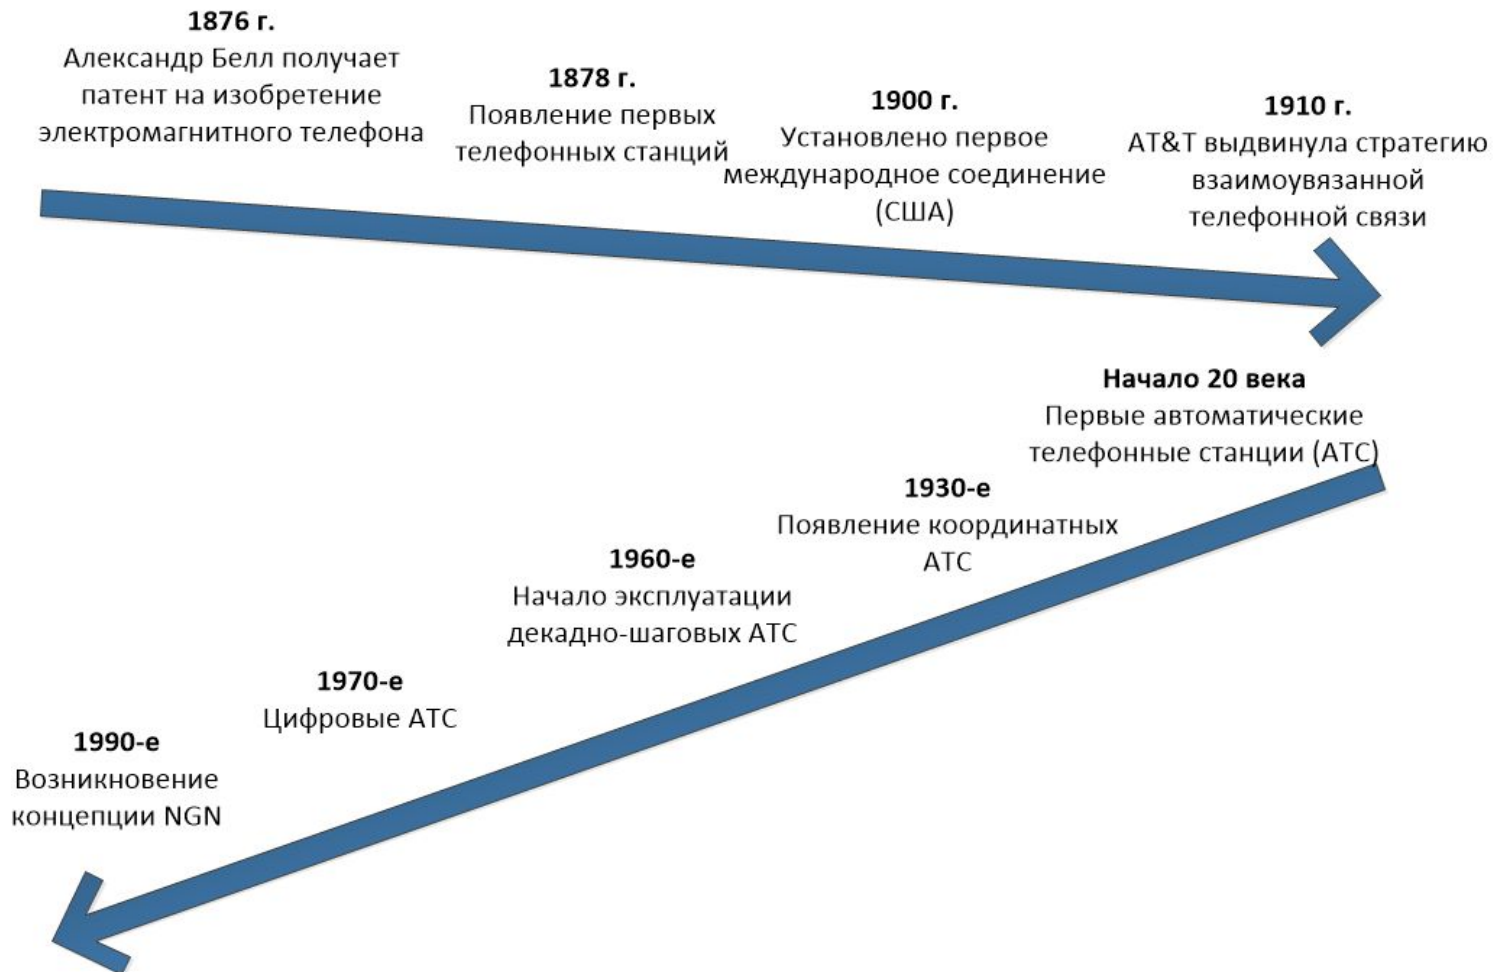 1876 г.
Александр Белл получает
патент на изобретение
электромагнитного телефона
1878 г.
Появление первых
телефонных станций
1900 г.
Установлено первое
международное соединение
(США)
1910 г.
AT&T выдвинула стратегию
взаимоувязанной
телефонной связи
Начало 20 века
Первые автоматические
телефонные станции (АТС)
1930-е
Появление координатных
АТС
1960-е
Начало эксплуатации
декадно-шаговых АТС
1970-е
Цифровые АТС
1990-е
Возникновение
концепции NGN